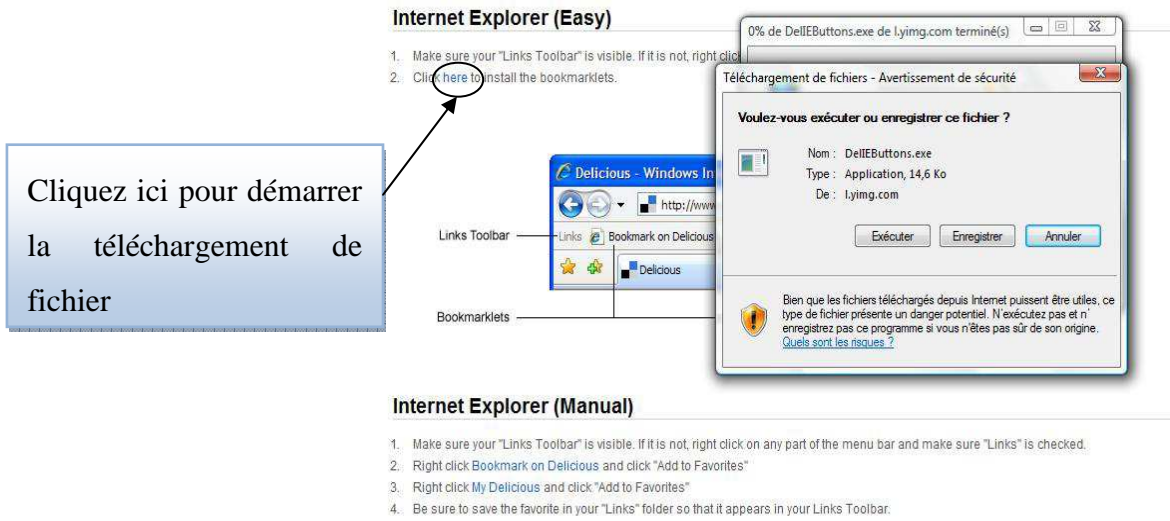 Internet Explorer (Easy)
1. Make sure your "Links Toolbar" is visible. If it is not, right clic
2. Click here to install the bookmarklets.
Cliquez ici pour démarrer
la téléchargement de
fichier
Delicious - Windows In
http://www
Links Toolbar
Links Bookmark on Delicious
Delicious
Bookmarklets
0% de DelIEButtons.exe de l.yimg.com terminé(s)
Téléchargement de fichiers - Avertissement de sécurité
Voulez-vous exécuter ou enregistrer ce fichier ?
Nom : DelIEButtons.exe
Type : Application, 14,6 Ko
De : l.yimg.com
Exécuter Enregistrer Annuler
Bien que les fichiers téléchargés depuis Internet puissent être utiles, ce
type de fichier présente un danger potentiel. N'exécutez pas et n'
enregistrez pas ce programme si vous n'êtes pas sûr de son origine.
Quels sont les risques ?
Internet Explorer (Manual)
1. Make sure your "Links Toolbar" is visible. If it is not, right click on any part of the menu bar and make sure "Links" is checked.
2. Right click Bookmark on Delicious and click "Add to Favorites"
3. Right click My Delicious and click "Add to Favorites"
4. Be sure to save the favorite in your "Links" folder so that it appears in your Links Toolbar.